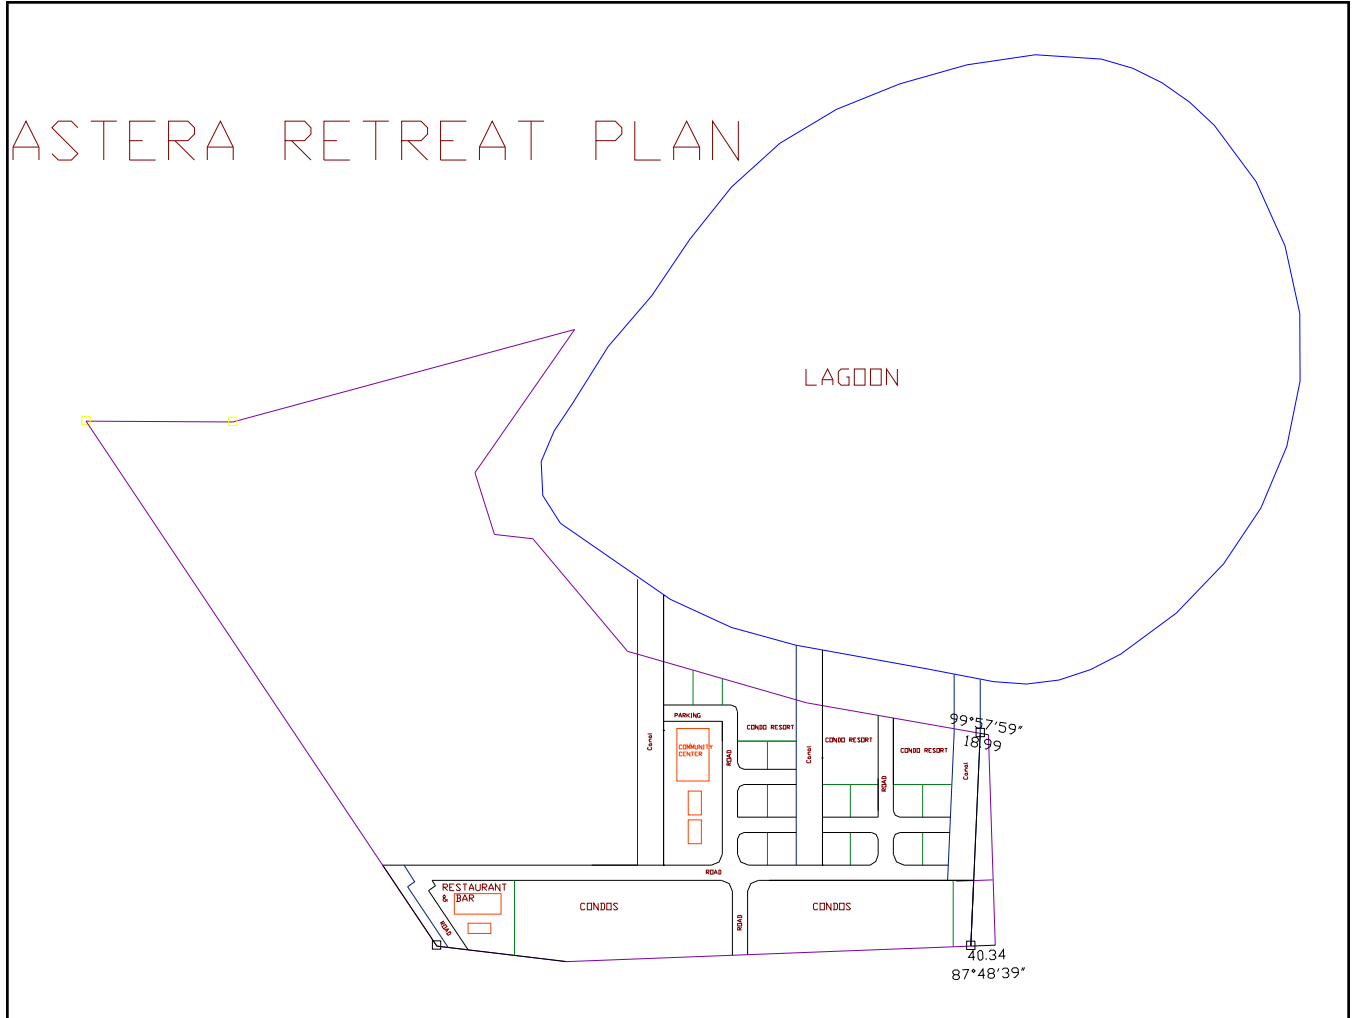 ASTERA RETREAT PLAN
LAGOON
99°57'59"
18.99
PARKING
CONDO RESORT
CONDO RESORT
CONDO RESORT
Canal
COMMUNITY
CENTER
ROAD
Canal
ROAD
Canal
ROAD
RESTAURANT
& BAR
CONDOS
CONDOS
ROAD
ROAD
40.34
87°48'39"